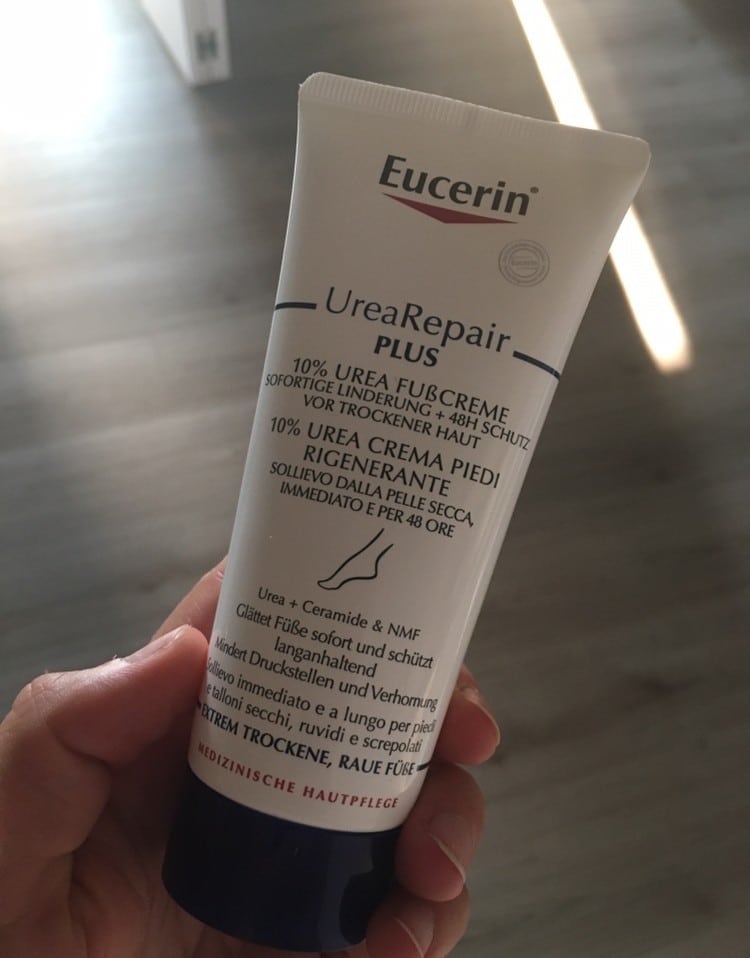 Eucerin®
Eucerin
UreaRepair
PLUS
10% UREA FUßCREME
SOFORTIGE LINDERUNG + 48H SCHUTZ
VOR TROCKENER HAUT
10% UREA CREMA PIEDI
RIGENERANTE
SOLLIEVO DALLA PELLE SECCA,
IMMEDIATO E PER 48 ORE
Urea + Ceramide & NMF
Glättet Füße sofort und schützt
langanhaltend
Mindert Druckstellen und Verhornung
Sollievo immediato e a lungo per piedi
e talloni secchi, ruvidi e screpolati
EXTREM TROCKENE, RAUE FÜßE
MEDIZINISCHE HAUTPFLEGE
H